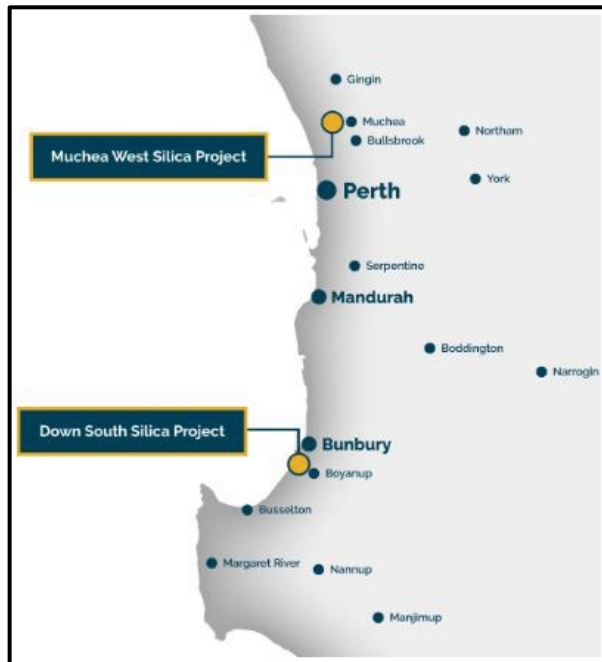 Gingin
Muchea
Northam
Bullsbrook
Muchea West Silica Project
York
Perth
Serpentine
Mandurah
Boddington
Narrogin
Down South Silica Project
Bunbury
Boyanup
Busselton
Margaret River
Nannup
Manjimup